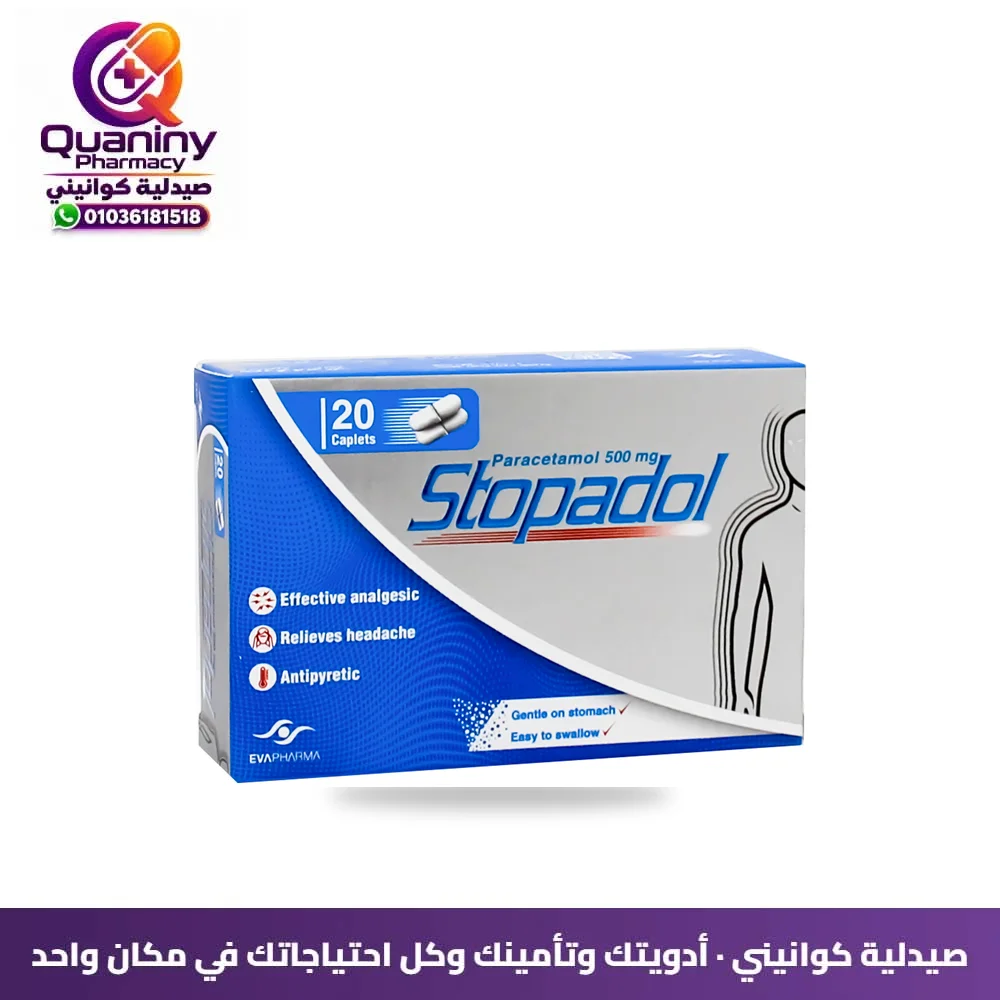 Quaniny
Pharmacy
صيدلية كوانيني
01036181518
20
Caplets
Paracetamol 500 mg
Stopadol
Effective analgesic
Relieves headache
Antipyretic
Gentle on stomach
Easy to swallow
EVAPHARMA
20
صيدلية كوانيني · أدويتك وتأمينك وكل احتياجاتك في مكان واحد